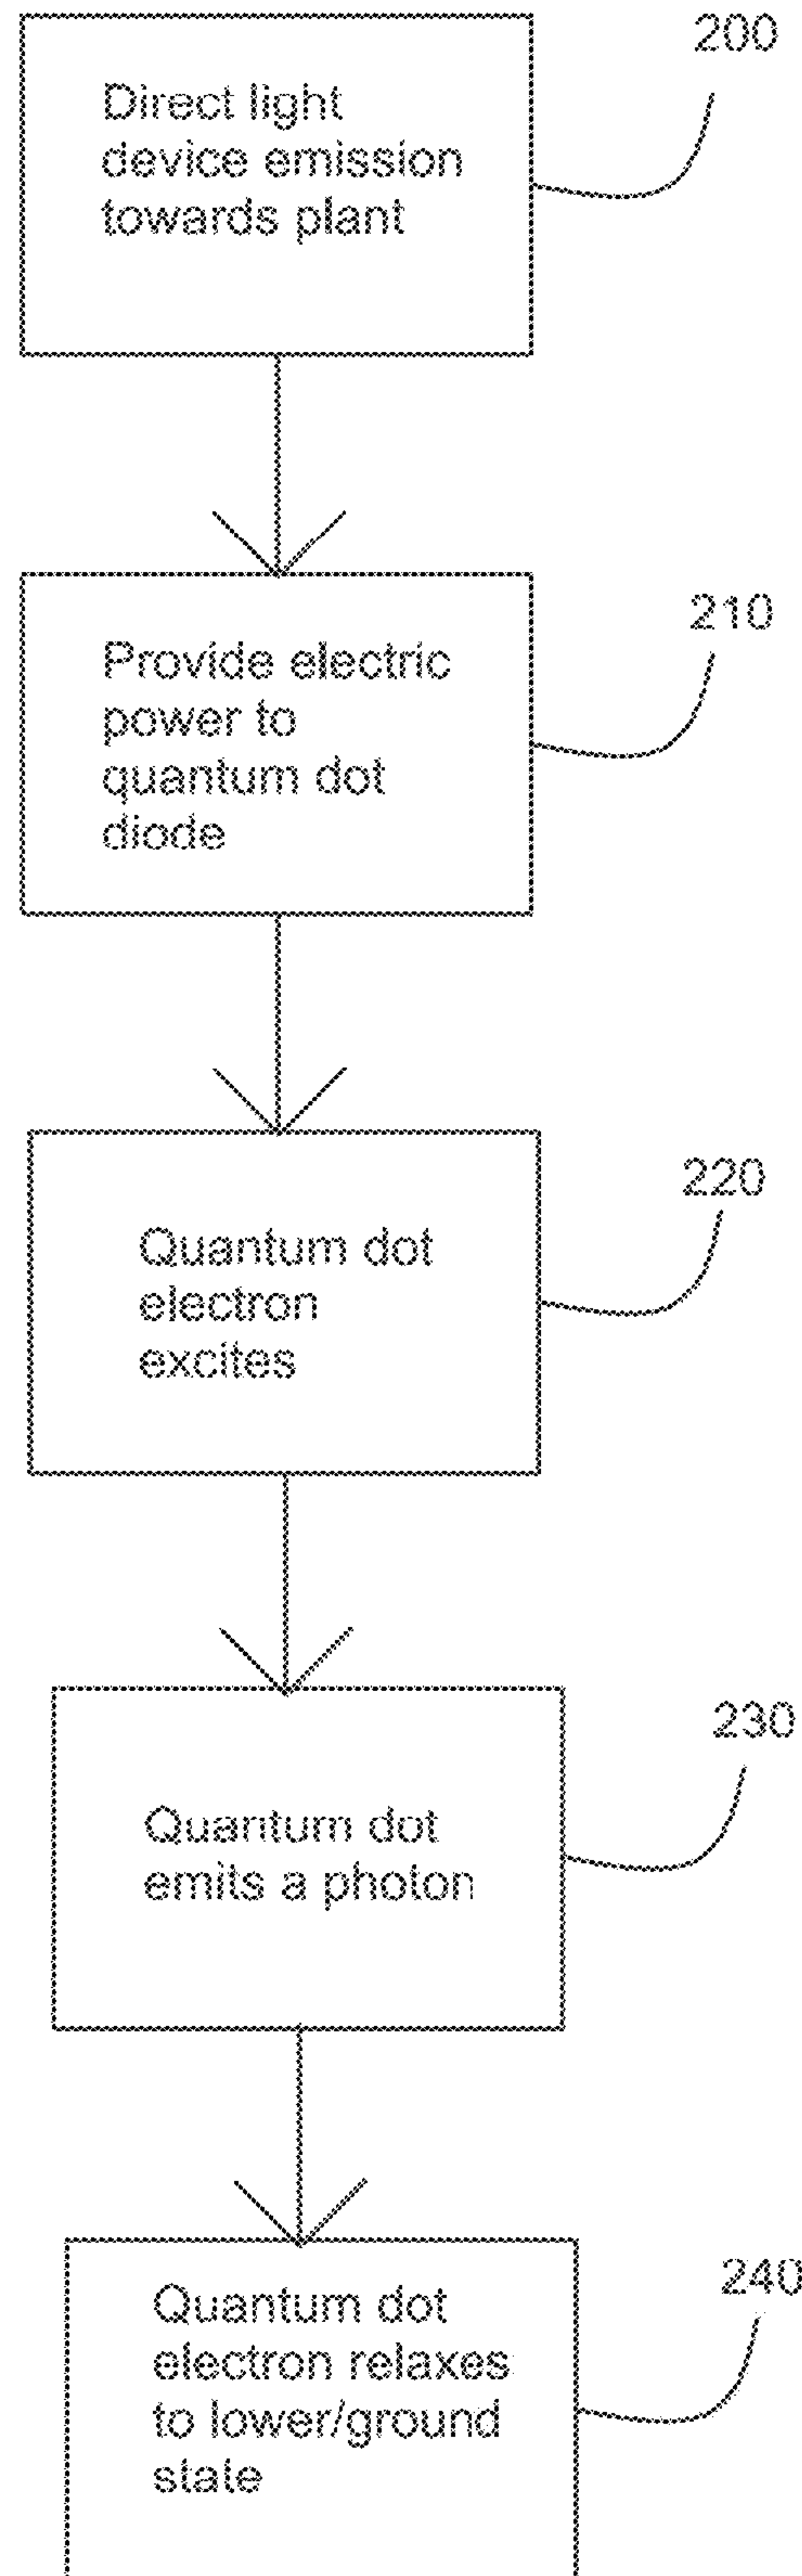 200
Direct light
device emission
towards plant
210
Provide electric
power to
quantum dot
diode
220
Quantum dot
electron
excites
230
Quantum dot
emits a photon
240
Quantum dot
electron relaxes
to lower/ground
state